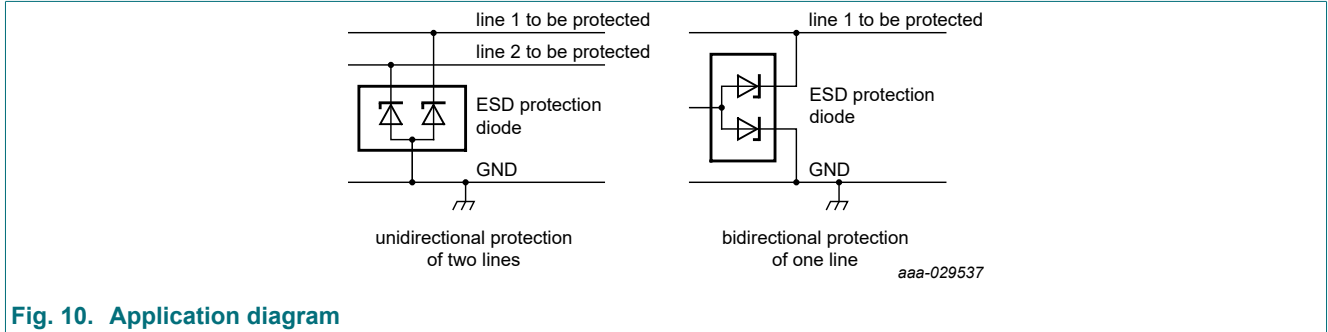 line 1 to be protected
line 2 to be protected
ESD protection
diode
GND
unidirectional protection
of two lines
line 1 to be protected
ESD protection
diode
GND
bidirectional protection
of one line
aaa-029537
Fig. 10. Application diagram